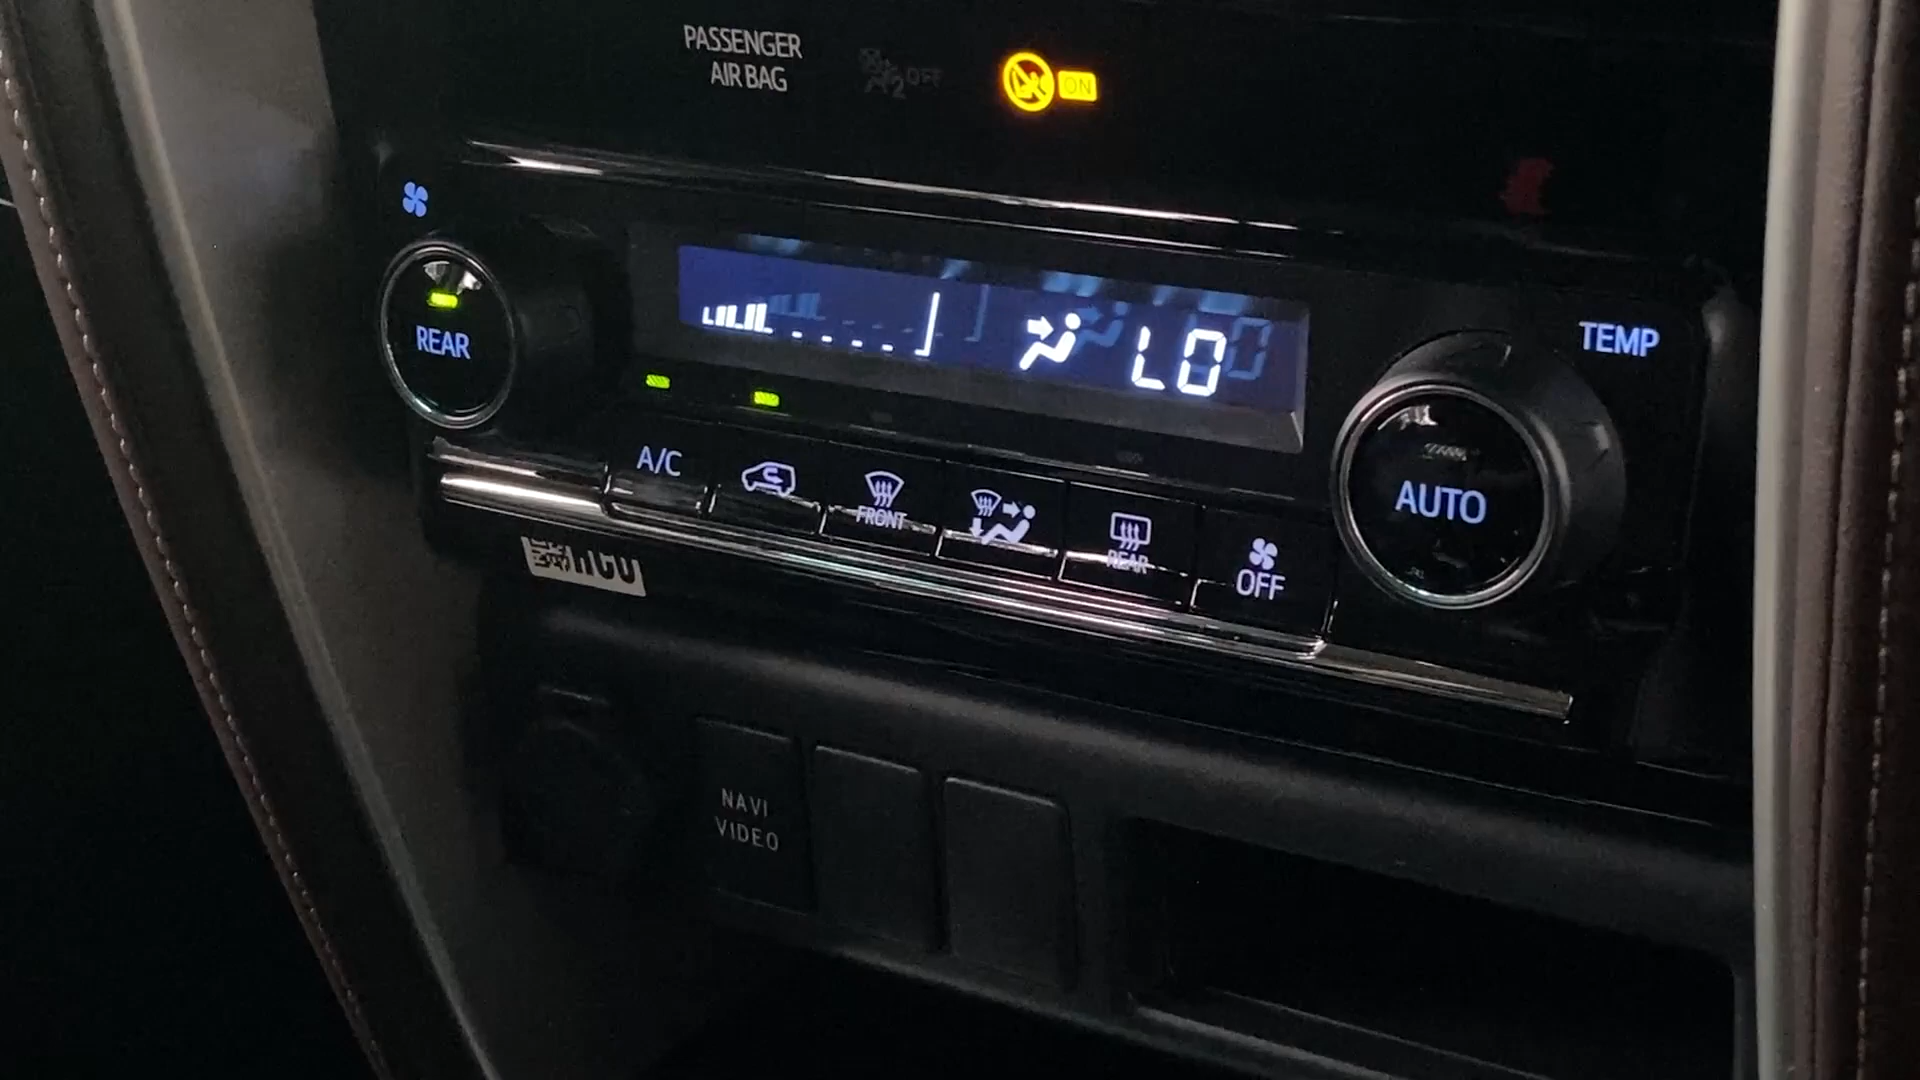 PASSENGER
AIR BAG
OFF
ON
TEMP
REAR
LO
AUTO
A/C
FRONT
REAR
OFF
NAVI
VIDEO